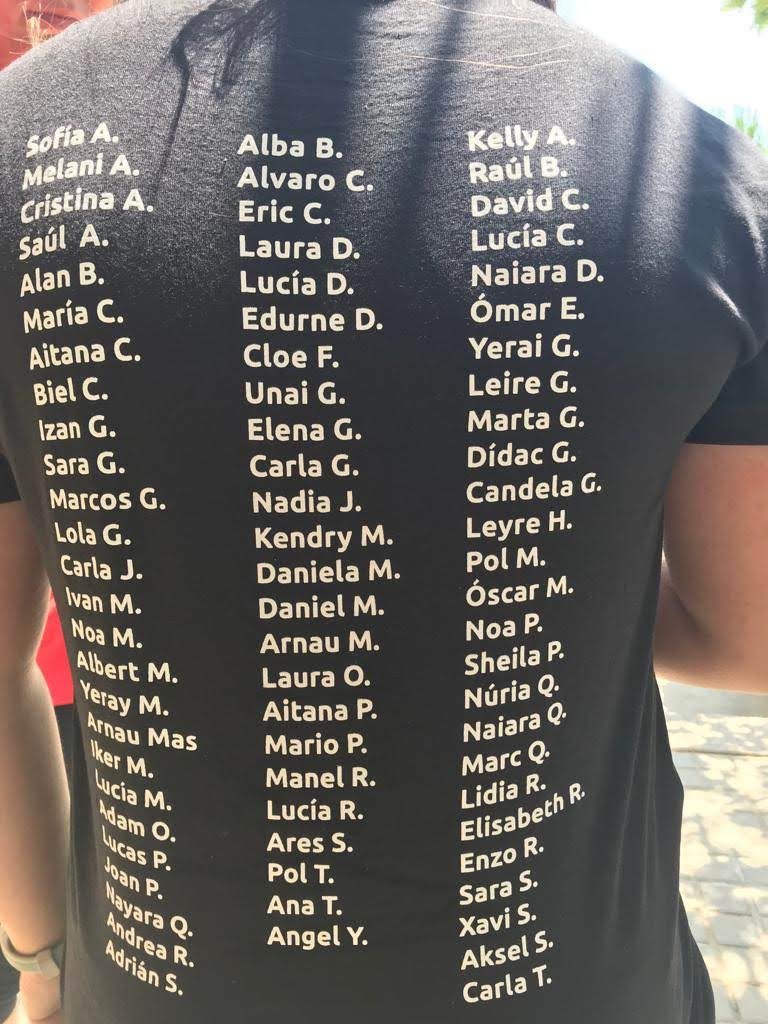 Sofía A.
Melani A.
Cristina A.
Saúl A.
Alan B.
María C.
Aitana C.
Biel C.
Izan G.
Sara G.
Marcos G.
Lola G.
Carla J.
Ivan M.
Noa M.
Albert M.
Yeray M.
Arnau Mas
Iker M.
Lucía M.
Adam O.
Lucas P.
Joan P.
Nayara Q.
Andrea R.
Adrián S.
Alba B.
Alvaro C.
Eric C.
Laura D.
Lucía D.
Edurne D.
Cloe F.
Unai G.
Elena G.
Carla G.
Nadia J.
Kendry M.
Daniela M.
Daniel M.
Arnau M.
Laura O.
Aitana P.
Mario P.
Manel R.
Lucía R.
Ares S.
Pol T.
Ana T.
Angel Y.
Kelly A.
Raúl B.
David C.
Lucía C.
Naiara D.
Ómar E.
Yerai G.
Leire G.
Marta G.
Dídac G.
Candela G.
Leyre H.
Pol M.
Óscar M.
Noa P.
Sheila P.
Núria Q.
Naiara Q.
Marc Q.
Lidia R.
Elisabeth R.
Enzo R.
Sara S.
Xavi S.
Aksel S.
Carla T.